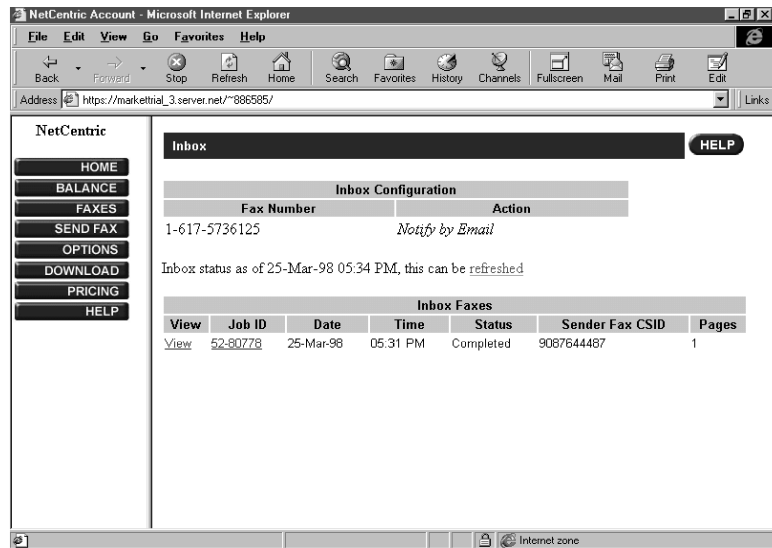 NetCentric Account - Microsoft Internet Explorer
File Edit View Go Favorites Help
Back Forward Stop Refresh Home Search Favorites History Channels Fullscreen Mail Print Edit
Address https://markettrial_3.server.net/~886585/ Links
NetCentric
HOME
BALANCE
FAXES
SEND FAX
OPTIONS
DOWNLOAD
PRICING
HELP
Inbox HELP
Inbox Configuration
Fax Number Action
1-617-5736125 Notify by Email
Inbox status as of 25-Mar-98 05:34 PM, this can be refreshed
Inbox Faxes
View Job ID Date Time Status Sender Fax CSID Pages
View 52-80778 25-Mar-98 05:31 PM Completed 9087644487 1
Internet zone